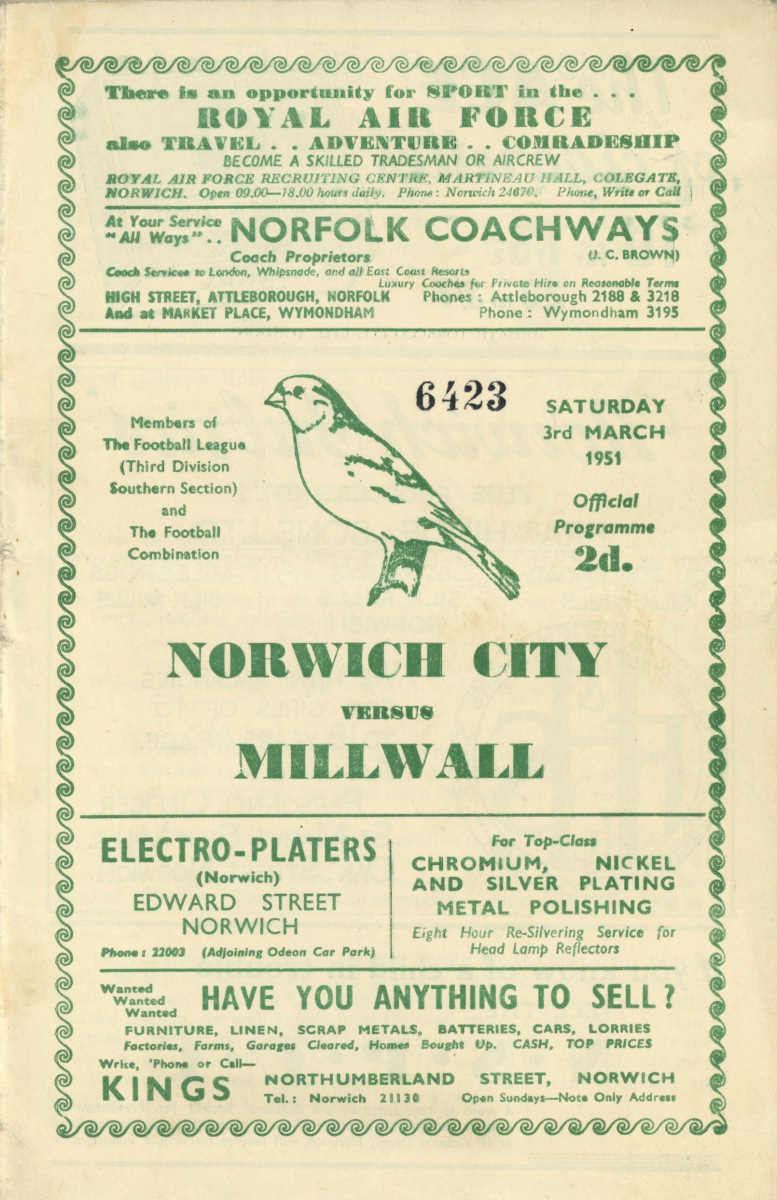 There is an opportunity for SPORT in the . . .
ROYAL AIR FORCE
also TRAVEL . . ADVENTURE . . COMRADESHIP
BECOME A SKILLED TRADESMAN OR AIRCREW
ROYAL AIR FORCE RECRUITING CENTRE, MARTINEAU HALL, COLEGATE,
NORWICH. Open 09.00—18.00 hours daily. Phone : Norwich 24670. Phone, Write or Call
At Your Service
"All Ways" . .
NORFOLK COACHWAYS
Coach Proprietors
(J. C. BROWN)
Coach Services to London, Whipsnade, and all East Coast Resorts
Luxury Coaches for Private Hire on Reasonable Terms
HIGH STREET, ATTLEBOROUGH, NORFOLK Phones : Attleborough 2188 & 3218
And at MARKET PLACE, WYMONDHAM Phone : Wymondham 3195
6423
Members of
The Football League
(Third Division
Southern Section)
and
The Football
Combination
SATURDAY
3rd MARCH
1951
Official
Programme
2d.
NORWICH CITY
VERSUS
MILLWALL
ELECTRO-PLATERS
(Norwich)
EDWARD STREET
NORWICH
Phone : 22003 (Adjoining Odeon Car Park)
For Top-Class
CHROMIUM, NICKEL
AND SILVER PLATING
METAL POLISHING
Eight Hour Re-Silvering Service for
Head Lamp Reflectors
Wanted
Wanted
Wanted
HAVE YOU ANYTHING TO SELL ?
FURNITURE, LINEN, SCRAP METALS, BATTERIES, CARS, LORRIES
Factories, Farms, Garages Cleared, Homes Bought Up. CASH, TOP PRICES
Write, 'Phone or Call—
KINGS
NORTHUMBERLAND STREET, NORWICH
Tel. : Norwich 21130 Open Sundays—Note Only Address